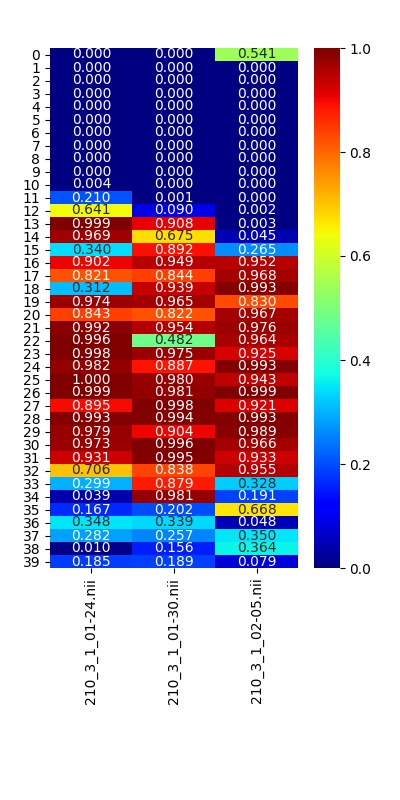 0 0.000 0.000 0.541 1.0
1 0.000 0.000 0.000
2 0.000 0.000 0.000
3 0.000 0.000 0.000
4 0.000 0.000 0.000
5 0.000 0.000 0.000
6 0.000 0.000 0.000
7 0.000 0.000 0.000
8 0.000 0.000 0.000 0.8
9 0.000 0.000 0.000
10 0.004 0.000 0.000
11 0.210 0.001 0.000
12 0.641 0.090 0.002
13 0.999 0.908 0.003
14 0.969 0.675 0.045
15 0.340 0.892 0.265
16 0.902 0.949 0.952 0.6
17 0.821 0.844 0.968
18 0.312 0.939 0.993
19 0.974 0.965 0.830
20 0.843 0.822 0.967
21 0.992 0.954 0.976
22 0.996 0.482 0.964
23 0.998 0.975 0.925
24 0.982 0.887 0.993 0.4
25 1.000 0.980 0.943
26 0.999 0.981 0.999
27 0.895 0.998 0.921
28 0.993 0.994 0.993
29 0.979 0.904 0.989
30 0.973 0.996 0.966
31 0.931 0.995 0.933
32 0.706 0.838 0.955 0.2
33 0.299 0.879 0.328
34 0.039 0.981 0.191
35 0.167 0.202 0.668
36 0.348 0.339 0.048
37 0.282 0.257 0.350
38 0.010 0.156 0.364
39 0.185 0.189 0.079 0.0
210_3_1_01-24.nii
210_3_1_01-30.nii
210_3_1_02-05.nii